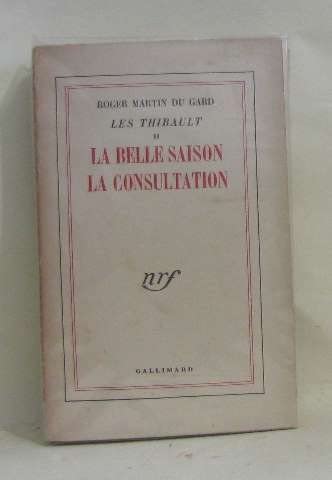 ROGER MARTIN DU GARD
LES THIBAULT
II
LA BELLE SAISON
LA CONSULTATION
nrf
GALLIMARD